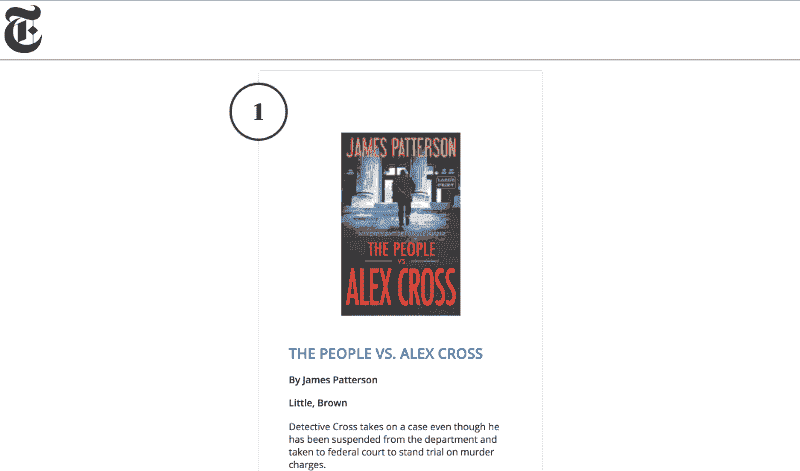 T
1
JAMES PATTERSON
THE PEOPLE
VS.
ALEX CROSS
THE PEOPLE VS. ALEX CROSS
By James Patterson
Little, Brown
Detective Cross takes on a case even though he
has been suspended from the department and
taken to federal court to stand trial on murder
charges.